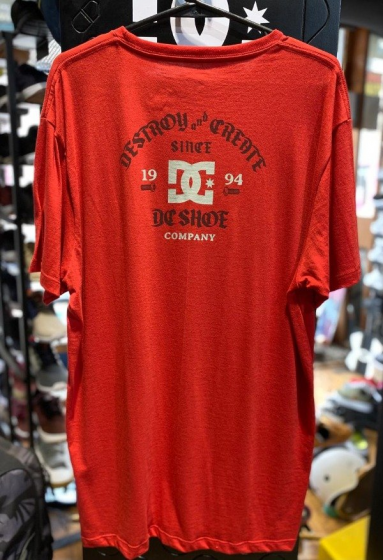 DESTROY and CREATE
SINCE
19 DC 94
DC SHOE
COMPANY